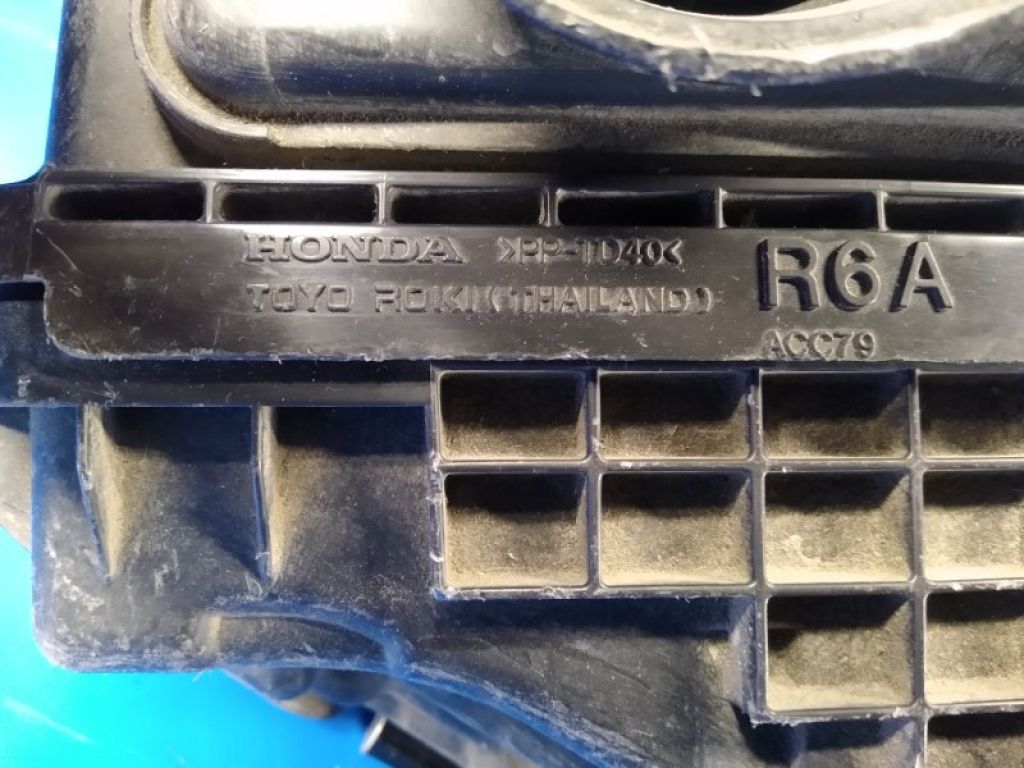 HONDA >PP-TD40< R6A
TOYO ROKI (THAILAND)
ACC79